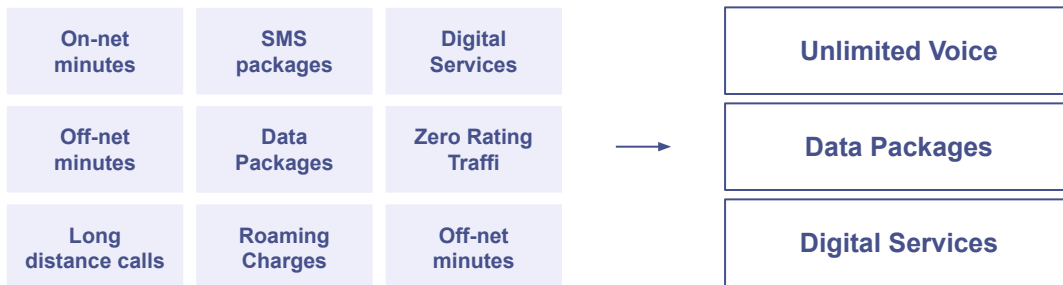 On-net
minutes
SMS
packages
Digital
Services
Off-net
minutes
Data
Packages
Zero Rating
Traffi
Long
distance calls
Roaming
Charges
Off-net
minutes
Unlimited Voice
Data Packages
Digital Services